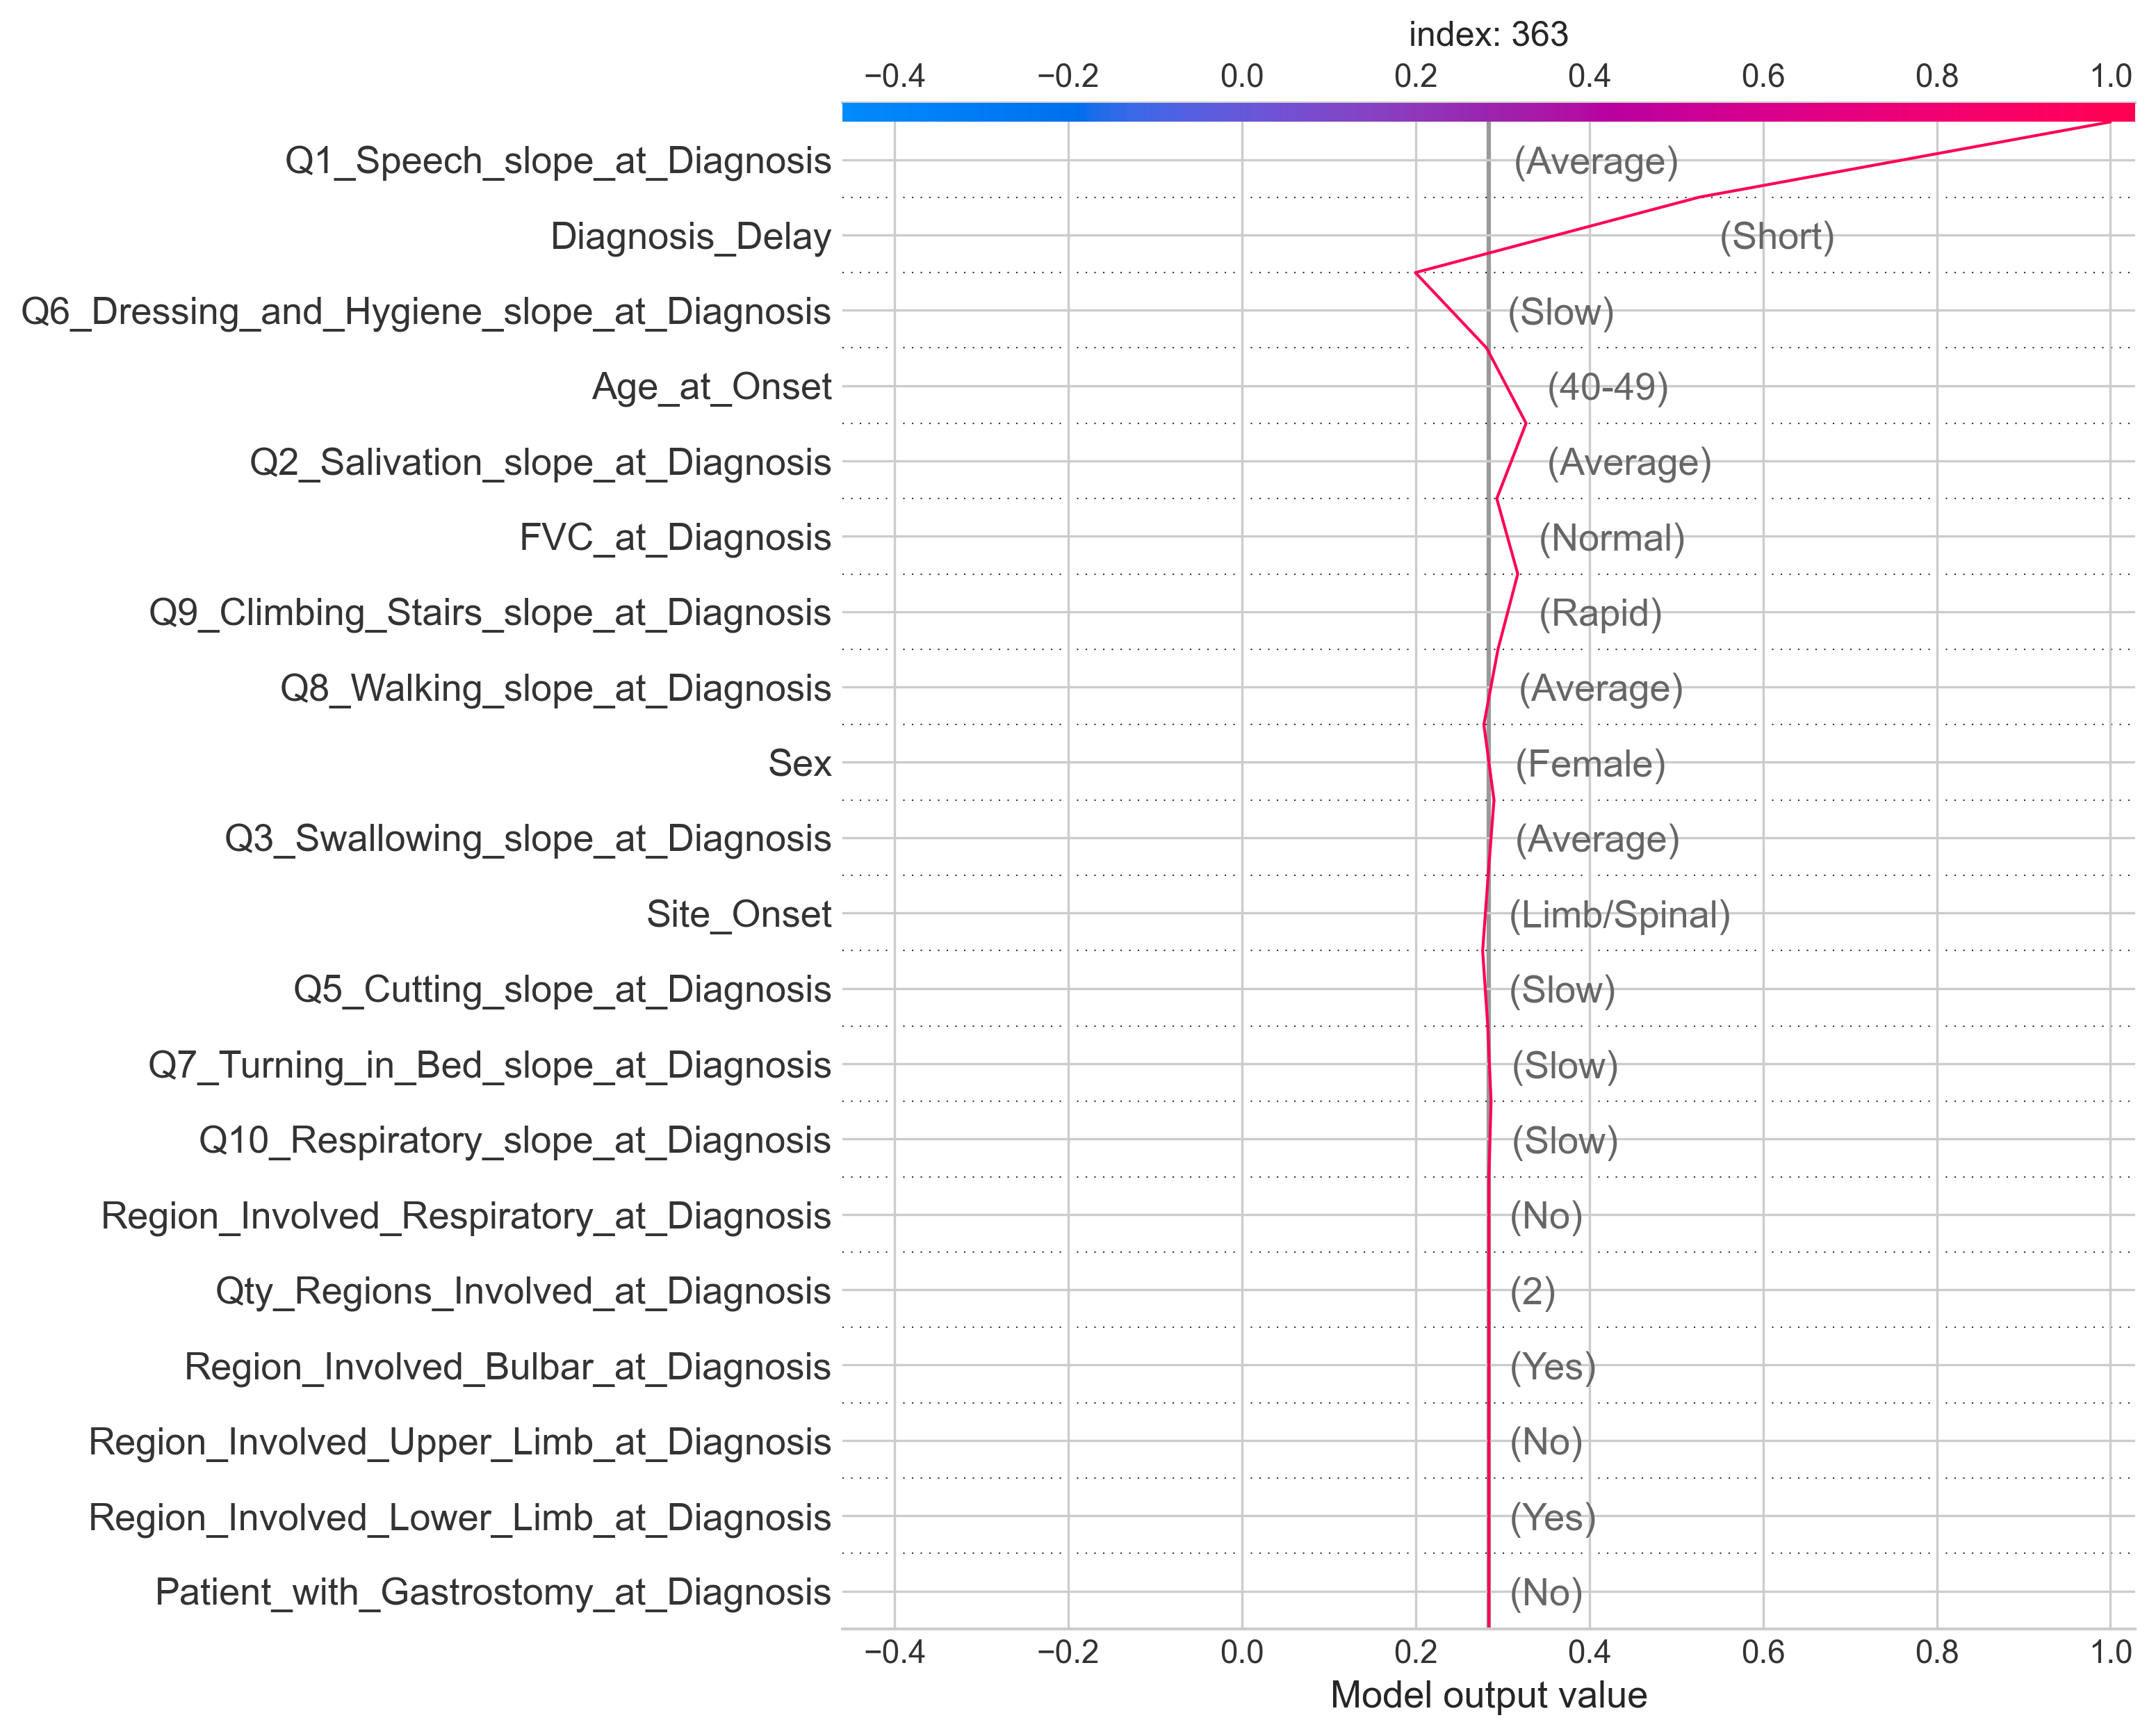 index: 363
−0.4 −0.2 0.0 0.2 0.4 0.6 0.8 1.0
Q1_Speech_slope_at_Diagnosis (Average)
Diagnosis_Delay (Short)
Q6_Dressing_and_Hygiene_slope_at_Diagnosis (Slow)
Age_at_Onset (40-49)
Q2_Salivation_slope_at_Diagnosis (Average)
FVC_at_Diagnosis (Normal)
Q9_Climbing_Stairs_slope_at_Diagnosis (Rapid)
Q8_Walking_slope_at_Diagnosis (Average)
Sex (Female)
Q3_Swallowing_slope_at_Diagnosis (Average)
Site_Onset (Limb/Spinal)
Q5_Cutting_slope_at_Diagnosis (Slow)
Q7_Turning_in_Bed_slope_at_Diagnosis (Slow)
Q10_Respiratory_slope_at_Diagnosis (Slow)
Region_Involved_Respiratory_at_Diagnosis (No)
Qty_Regions_Involved_at_Diagnosis (2)
Region_Involved_Bulbar_at_Diagnosis (Yes)
Region_Involved_Upper_Limb_at_Diagnosis (No)
Region_Involved_Lower_Limb_at_Diagnosis (Yes)
Patient_with_Gastrostomy_at_Diagnosis (No)
−0.4 −0.2 0.0 0.2 0.4 0.6 0.8 1.0
Model output value